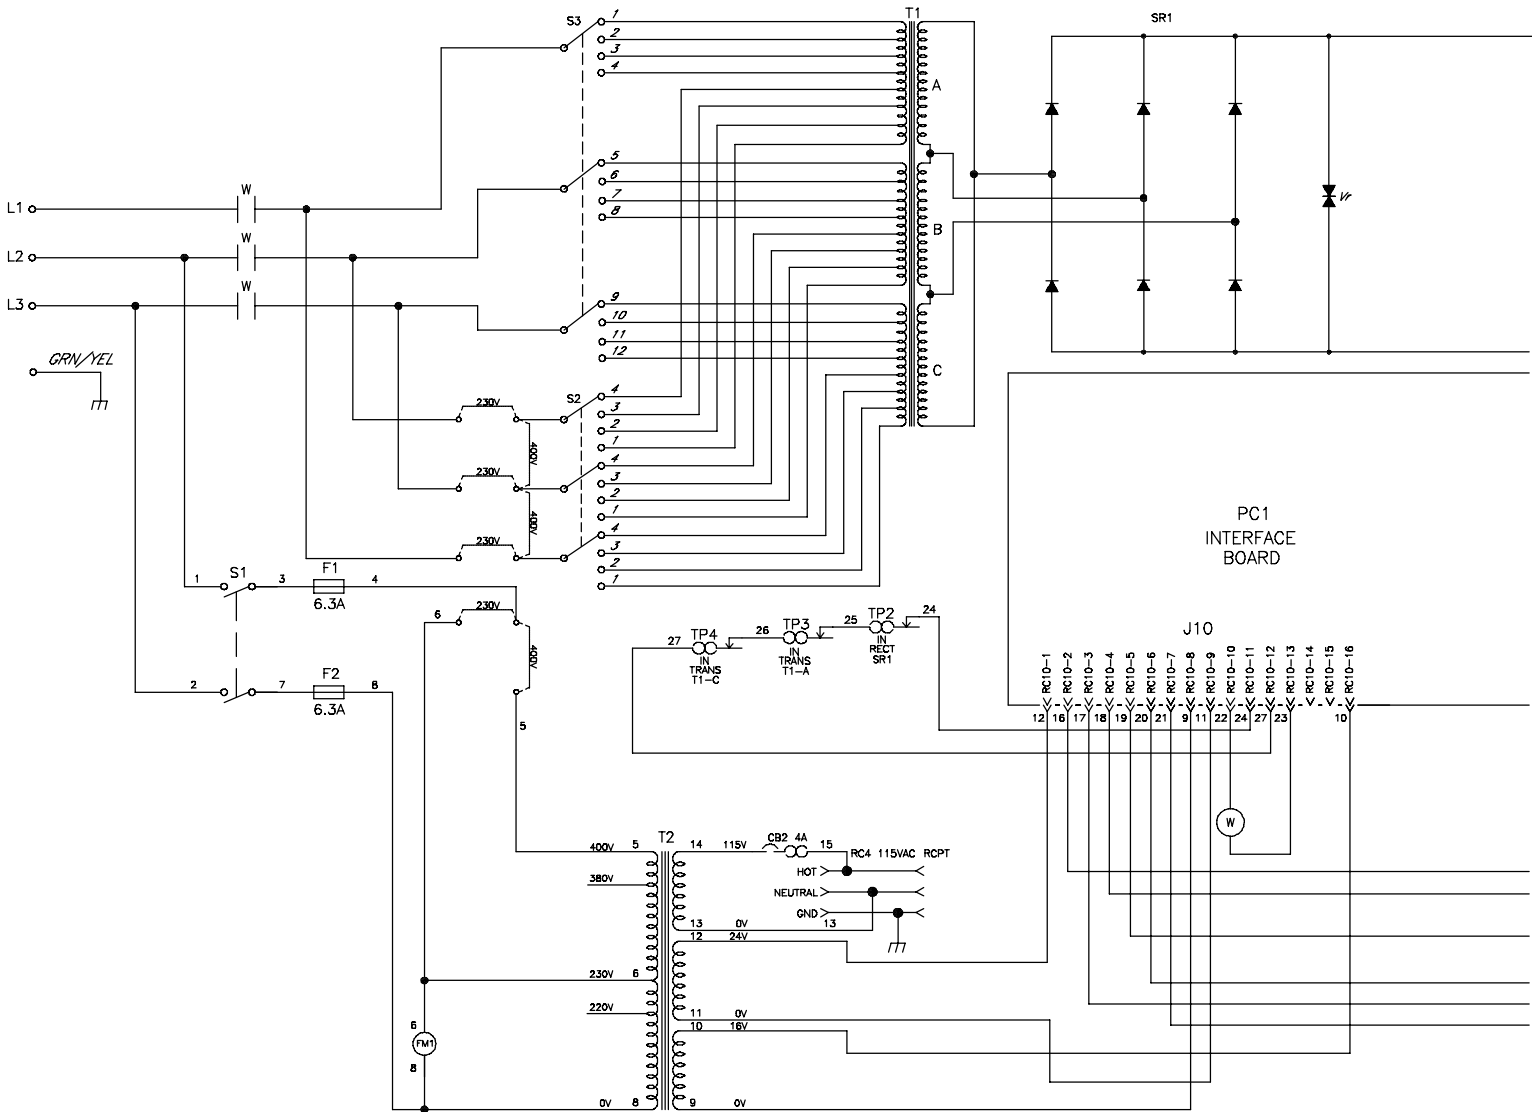 S3
1
2
3
4
T1
SR1
A
5
6
7
8
W
L1
Vr
W
B
L2
W
9
L3
10
11
12
GRN/YEL
C
S2
4
230V
3
2
400V
1
4
230V
3
2
PC1
INTERFACE
BOARD
400V
1
4
230V
3
2
1
S1
1
3
F1
6.3A
4
6
230V
400V
27
TP4
IN
TRANS
T1-C
26
TP3
IN
TRANS
T1-A
25
TP2
IN
RECT
SR1
24
J10
RC10-1
RC10-2
RC10-3
RC10-4
RC10-5
RC10-6
RC10-7
RC10-8
RC10-9
RC10-10
RC10-11
RC10-12
RC10-13
RC10-14
RC10-15
RC10-16
2
7
F2
6.3A
8
12 16 17 18 19 20 21 9 11 22 24 27 23 10
5
W
T2
400V 5
14 115V
CB2 4A
15
RC4 115VAC RCPT
HOT
380V
NEUTRAL
GND
13 0V 13
12 24V
230V 6
220V
11 0V
10 16V
6
FM1
8
0V 8
9 0V